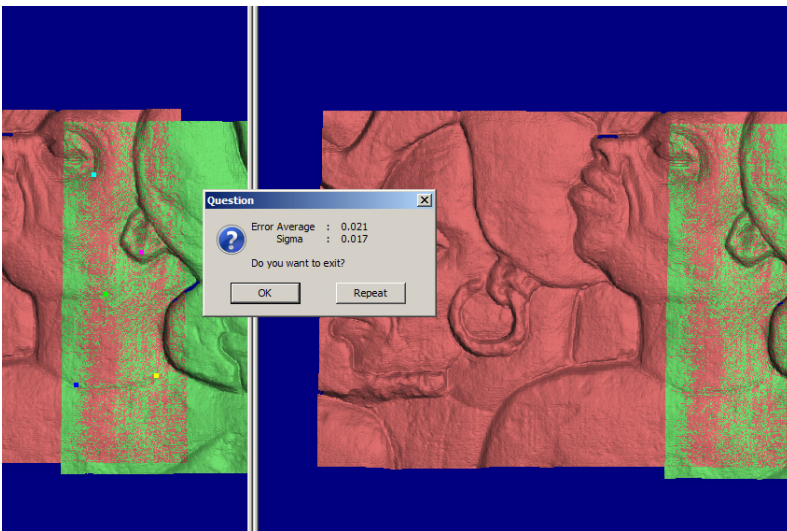 Question
Error Average : 0.021
Sigma : 0.017
Do you want to exit?
OK
Repeat